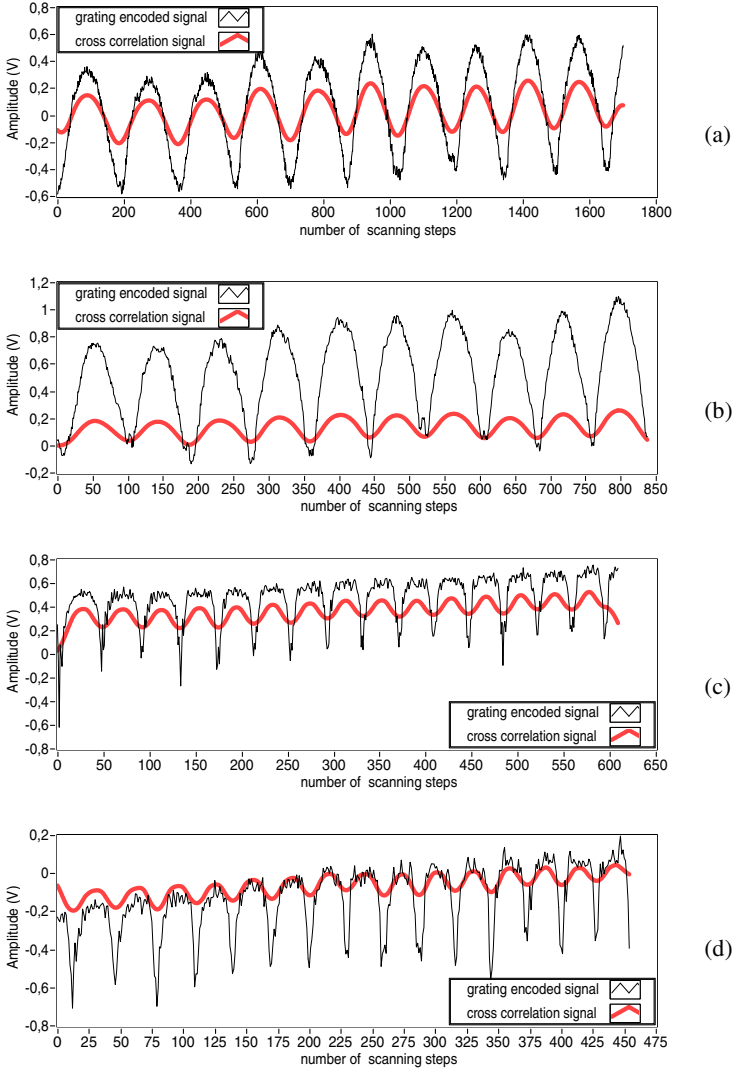 0,8
grating encoded signal
cross correlation signal
0,6
0,4
0,2
0
-0,2
-0,4
-0,6
Amplitude (V)
0 200 400 600 800 1000 1200 1400 1600 1800
number of scanning steps
(a)
1,2
grating encoded signal
cross correlation signal
1
0,8
0,6
0,4
0,2
0
-0,2
Amplitude (V)
0 50 100 150 200 250 300 350 400 450 500 550 600 650 700 750 800 850
number of scanning steps
(b)
0,8
0,6
0,4
0,2
0
-0,2
-0,4
-0,6
-0,8
Amplitude (V)
grating encoded signal
cross correlation signal
0 50 100 150 200 250 300 350 400 450 500 550 600 650
number of scanning steps
(c)
0,2
0
-0,2
-0,4
-0,6
-0,8
Amplitude (V)
grating encoded signal
cross correlation signal
0 25 50 75 100 125 150 175 200 225 250 275 300 325 350 375 400 425 450 475
number of scanning steps
(d)